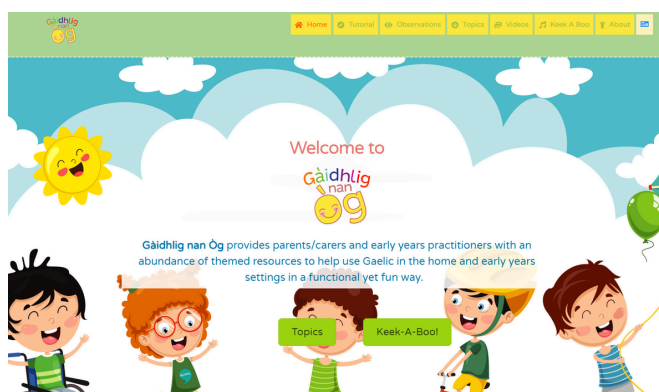 Gàidhlig
nan
Òg
Home Tutorial Observations Topics Videos Keek A Boo About
Welcome to
Gàidhlig
nan
Òg
Gàidhlig nan Òg provides parents/carers and early years practitioners with an
abundance of themed resources to help use Gaelic in the home and early years
settings in a functional yet fun way.
Topics Keek-A-Boo!